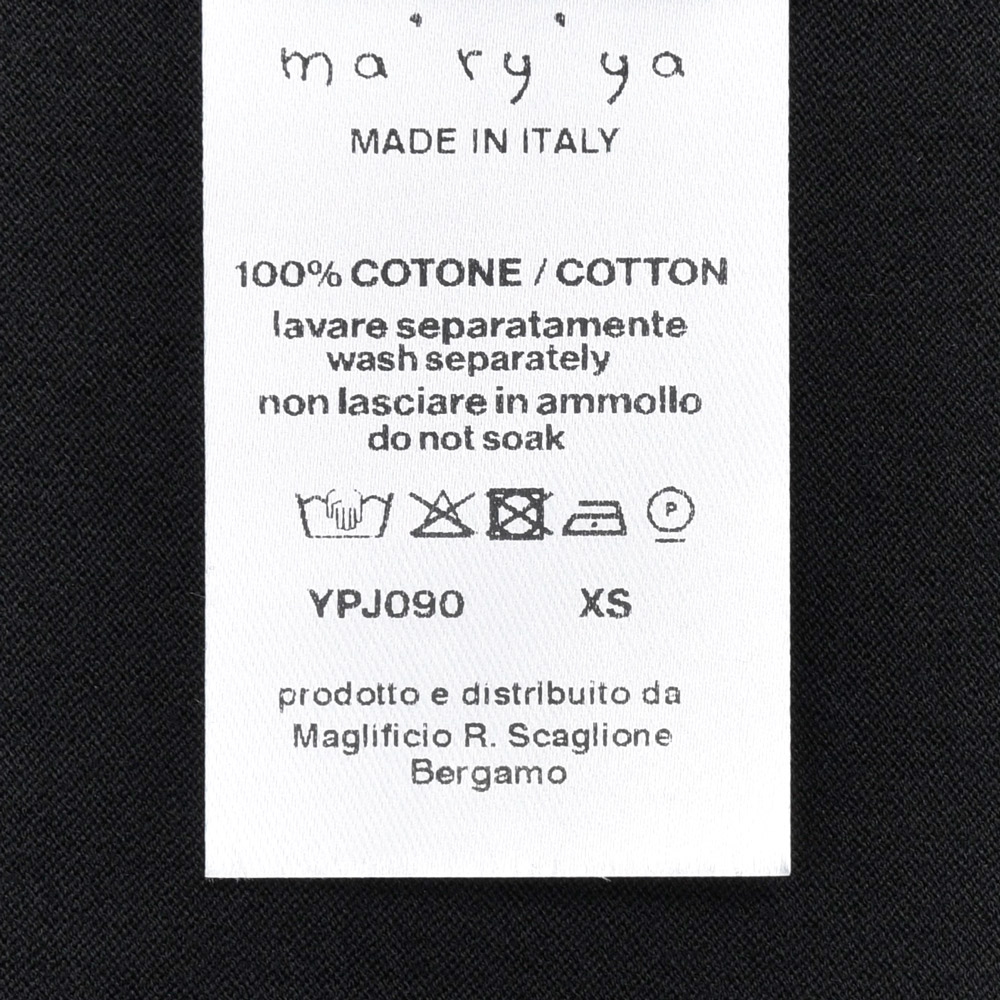 ma'ry'ya
MADE IN ITALY
100% COTONE / COTTON
lavare separatamente
wash separately
non lasciare in ammollo
do not soak
P
YPJ090 XS
prodotto e distribuito da
Maglificio R. Scaglione
Bergamo